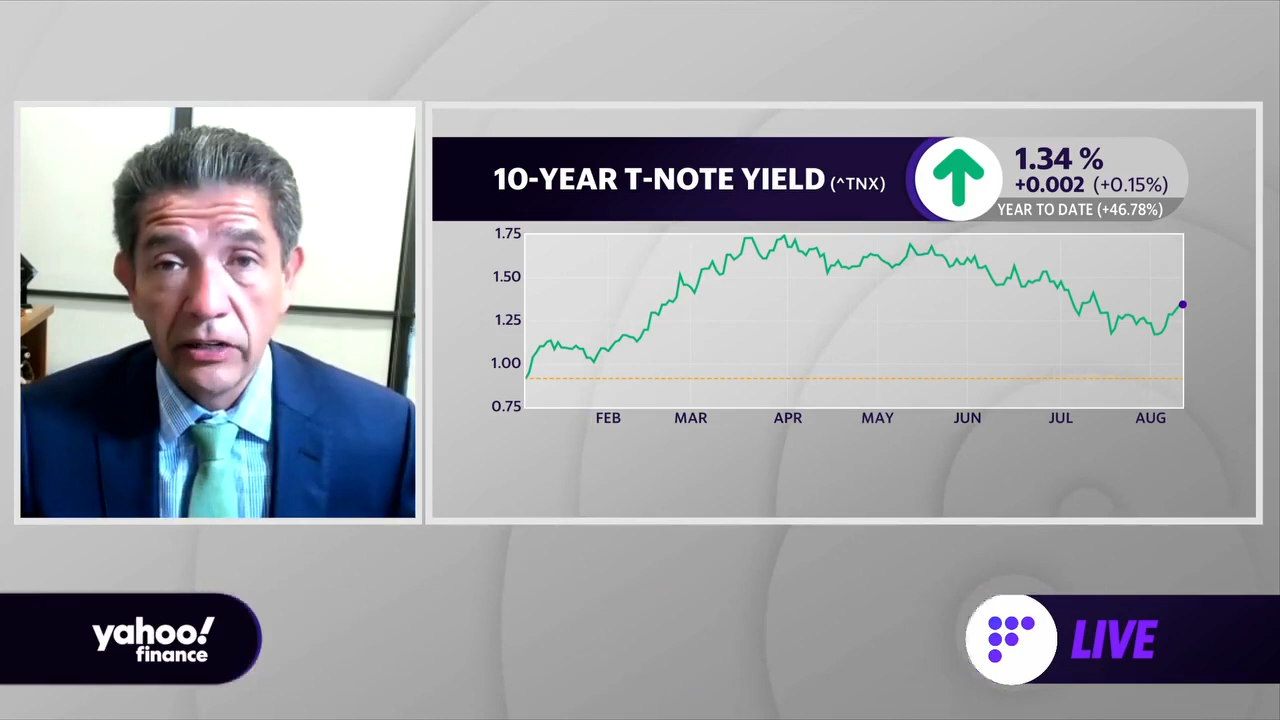 10-YEAR T-NOTE YIELD (^TNX)
1.34 %
+0.002 (+0.15%)
YEAR TO DATE (+46.78%)
1.75
1.50
1.25
1.00
0.75
FEB MAR APR MAY JUN JUL AUG
yahoo!
finance
LIVE